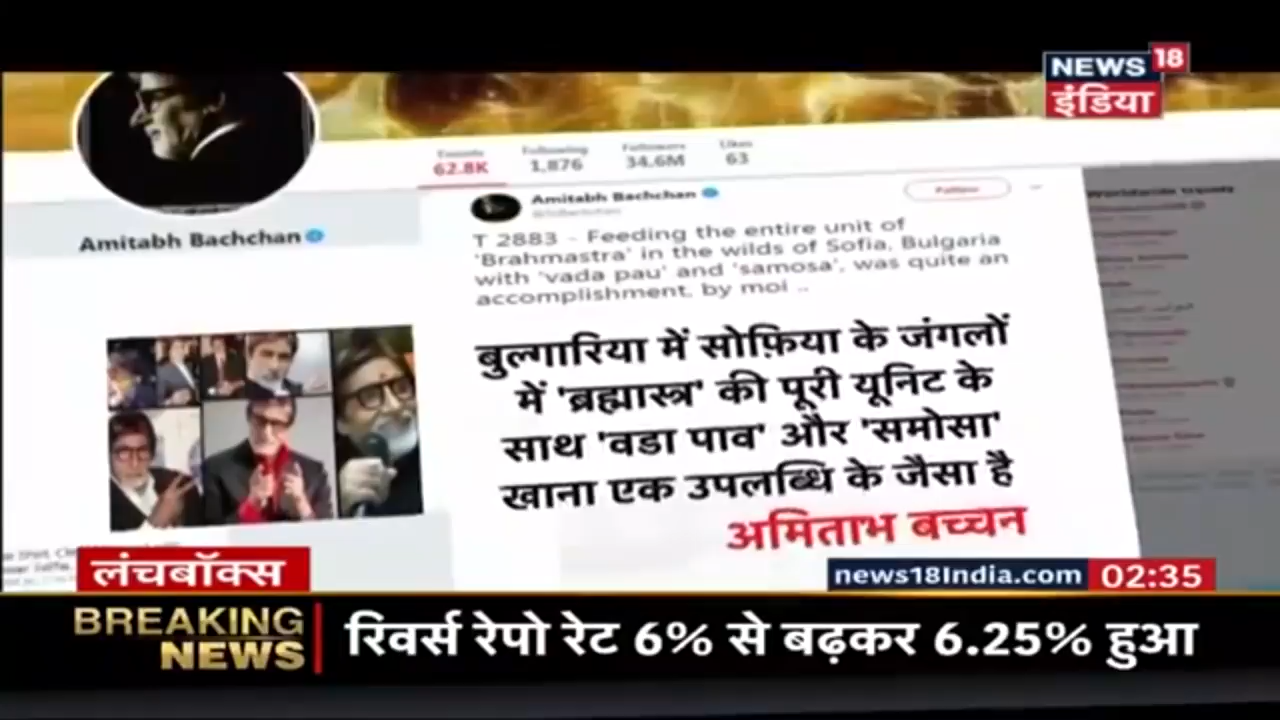 NEWS 18
इंडिया
Tweets Following Followers Likes
62.8K 1,876 34.6M 63
Amitabh Bachchan
Follow
Amitabh Bachchan
T 2883 - Feeding the entire unit of
'Brahmastra' in the wilds of Sofia, Bulgaria
with 'vada pau' and 'samosa', was quite an
accomplishment, by moi ..
Worldwide trends
बुल्गारिया में सोफ़िया के जंगलों
में 'ब्रह्मास्त्र' की पूरी यूनिट के
साथ 'वडा पाव' और 'समोसा'
खाना एक उपलब्धि के जैसा है
अमिताभ बच्चन
लंचबॉक्स
news18India.com 02:35
BREAKING
NEWS
रिवर्स रेपो रेट 6% से बढ़कर 6.25% हुआ